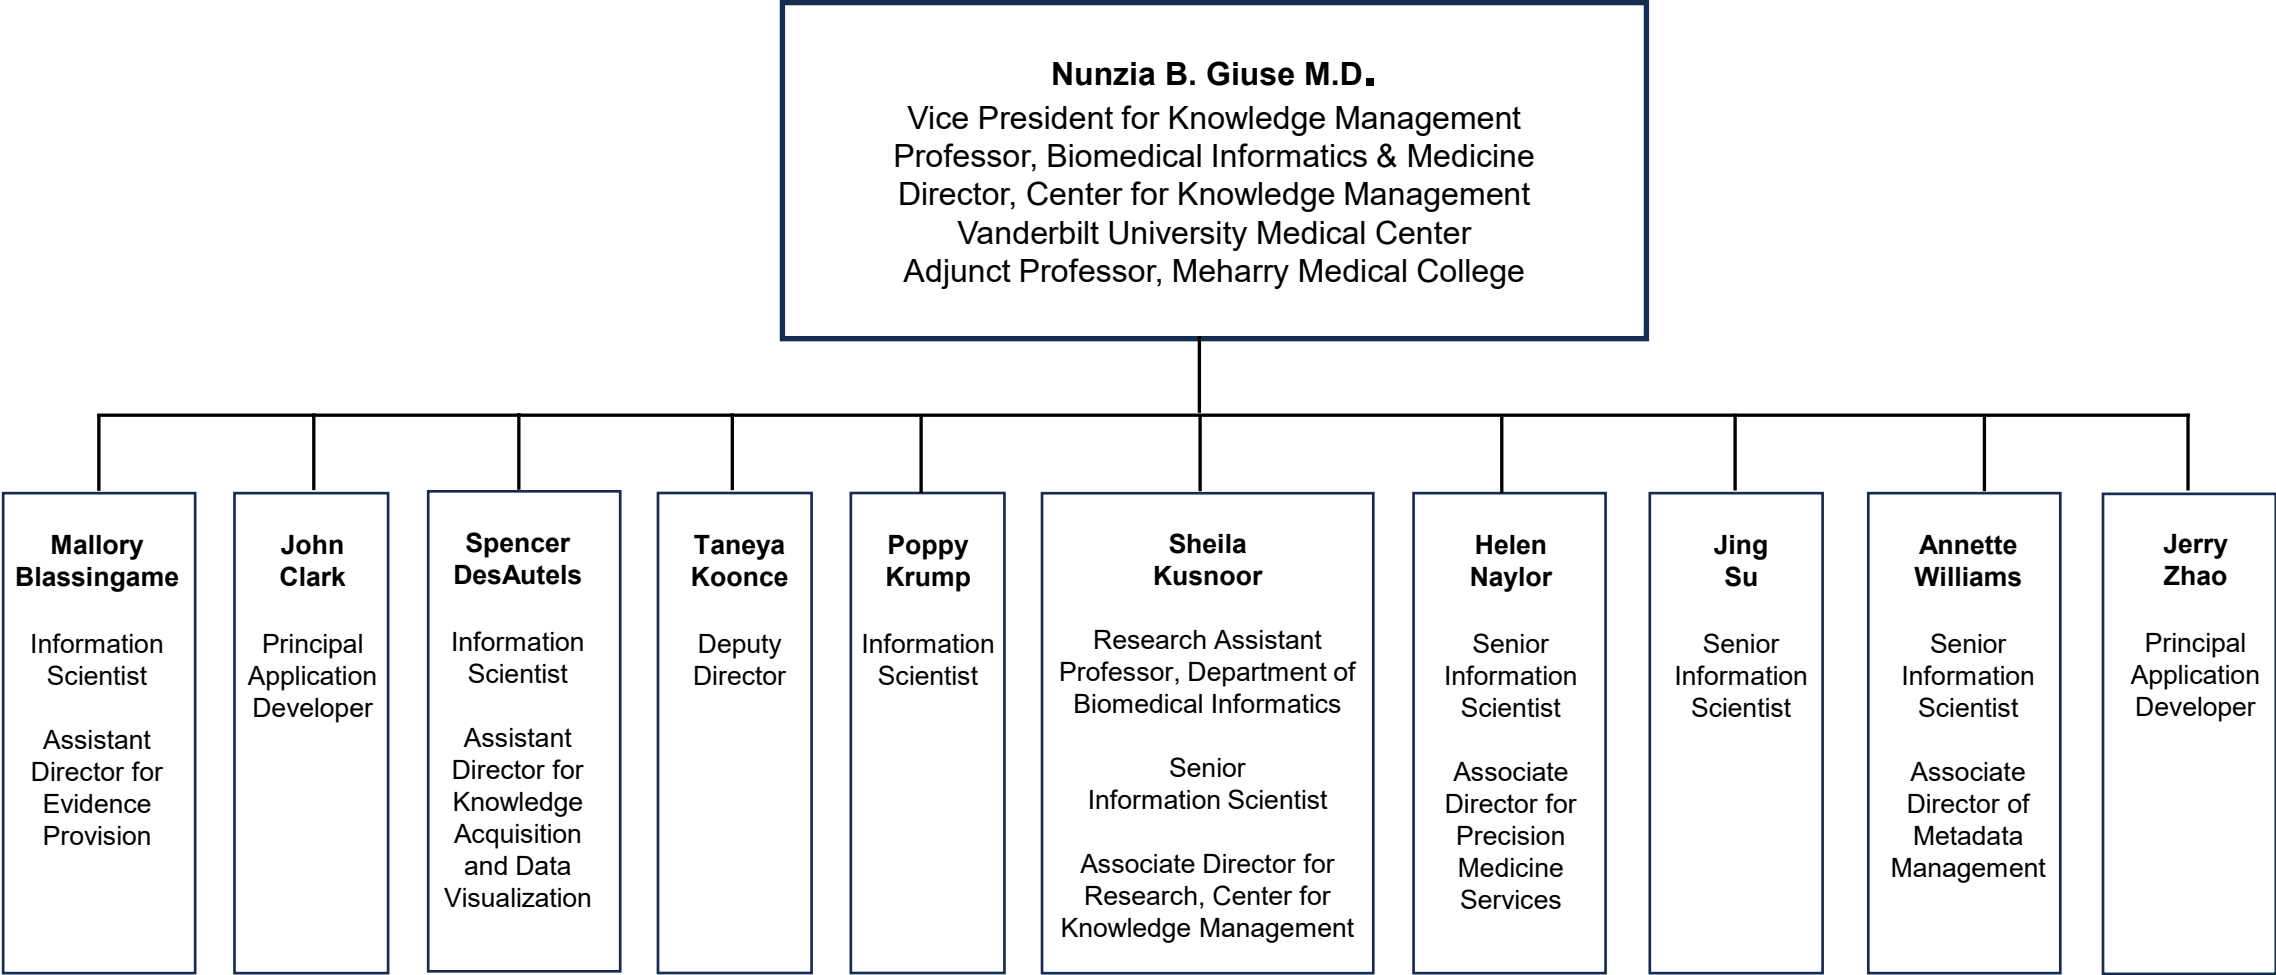 Nunzia B. Giuse M.D.
Vice President for Knowledge Management
Professor, Biomedical Informatics & Medicine
Director, Center for Knowledge Management
Vanderbilt University Medical Center
Adjunct Professor, Meharry Medical College
Mallory
Blassingame
Information
Scientist
Assistant
Director for
Evidence
Provision
John
Clark
Principal
Application
Developer
Spencer
DesAutels
Information
Scientist
Assistant
Director for
Knowledge
Acquisition
and Data
Visualization
Taneya
Koonce
Deputy
Director
Poppy
Krump
Information
Scientist
Sheila
Kusnoor
Research Assistant
Professor, Department of
Biomedical Informatics
Senior
Information Scientist
Associate Director for
Research, Center for
Knowledge Management
Helen
Naylor
Senior
Information
Scientist
Associate
Director for
Precision
Medicine
Services
Jing
Su
Senior
Information
Scientist
Annette
Williams
Senior
Information
Scientist
Associate
Director of
Metadata
Management
Jerry
Zhao
Principal
Application
Developer